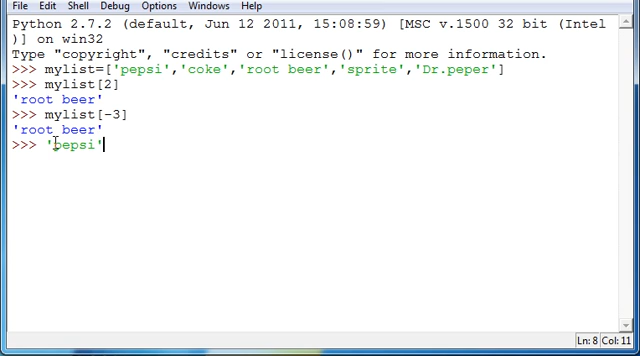 File Edit Shell Debug Options Windows Help
Python 2.7.2 (default, Jun 12 2011, 15:08:59) [MSC v.1500 32 bit (Intel
)] on win32
Type "copyright", "credits" or "license()" for more information.
>>> mylist=['pepsi','coke','root beer','sprite','Dr.peper']
>>> mylist[2]
'root beer'
>>> mylist[-3]
'root beer'
>>> 'pepsi'
Ln: 8 Col: 11